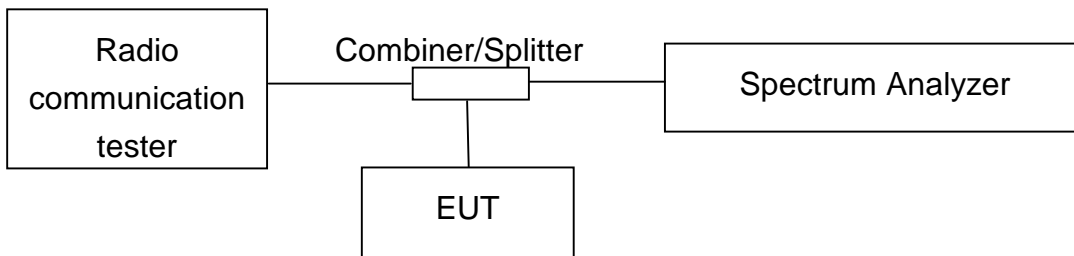 Radio
communication
tester
Combiner/Splitter
Spectrum Analyzer
EUT